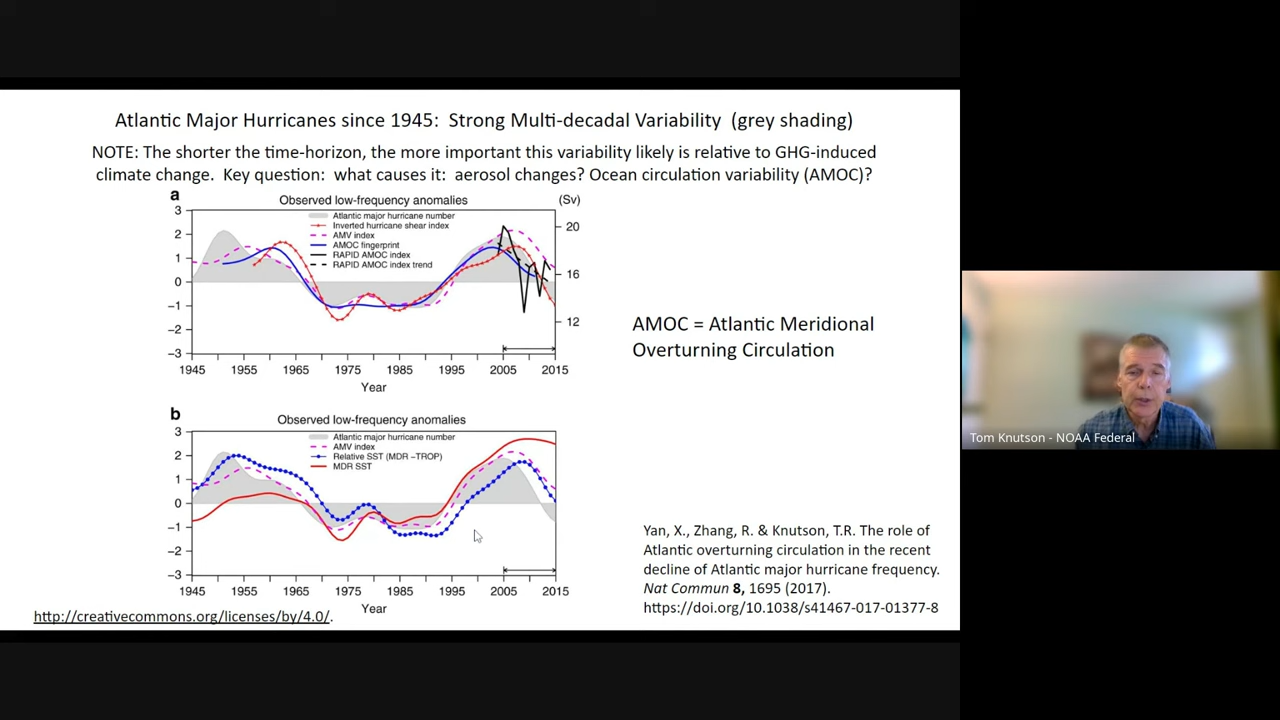 Atlantic Major Hurricanes since 1945:  Strong Multi-decadal Variability  (grey shading)
NOTE: The shorter the time-horizon, the more important this variability likely is relative to GHG-induced
climate change.  Key question:  what causes it:  aerosol changes? Ocean circulation variability (AMOC)?
a
Observed low-frequency anomalies
(Sv)
Atlantic major hurricane number
Inverted hurricane shear index
AMV index
AMOC fingerprint
RAPID AMOC index
RAPID AMOC index trend
3
2
1
0
−1
−2
−3
20
16
12
1945 1955 1965 1975 1985 1995 2005 2015
Year
AMOC = Atlantic Meridional
Overturning Circulation
b
Observed low-frequency anomalies
Atlantic major hurricane number
AMV index
Relative SST (MDR −TROP)
MDR SST
3
2
1
0
−1
−2
−3
1945 1955 1965 1975 1985 1995 2005 2015
Year
http://creativecommons.org/licenses/by/4.0/.
Yan, X., Zhang, R. & Knutson, T.R. The role of
Atlantic overturning circulation in the recent
decline of Atlantic major hurricane frequency.
Nat Commun 8, 1695 (2017).
https://doi.org/10.1038/s41467-017-01377-8
Tom Knutson - NOAA Federal